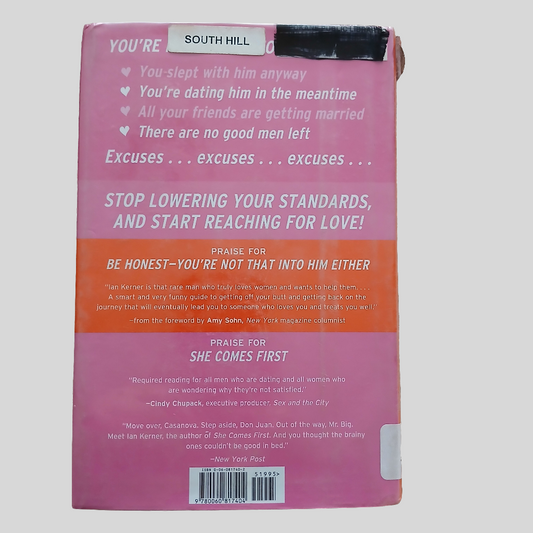 YOU'RE
SOUTH HILL
You slept with him anyway
You're dating him in the meantime
All your friends are getting married
There are no good men left
Excuses . . . excuses . . . excuses . . .
STOP LOWERING YOUR STANDARDS,
AND START REACHING FOR LOVE!
PRAISE FOR
BE HONEST—YOU'RE NOT THAT INTO HIM EITHER
"Ian Kerner is that rare man who truly loves women and wants to help them. . . .
A smart and very funny guide to getting off your butt and getting back on the
journey that will eventually lead you to someone who loves you and treats you well!"
—from the foreword by Amy Sohn, New York magazine columnist
PRAISE FOR
SHE COMES FIRST
"Required reading for all men who are dating and all women who
are wondering why they're not satisfied."
—Cindy Chupack, executive producer, Sex and the City
"Move over, Casanova. Step aside, Don Juan. Out of the way, Mr. Big.
Meet Ian Kerner, the author of She Comes First. And you thought the brainy
ones couldn't be good in bed."
—New York Post
ISBN 0-06-081740-2
51995>
9 780060 817404